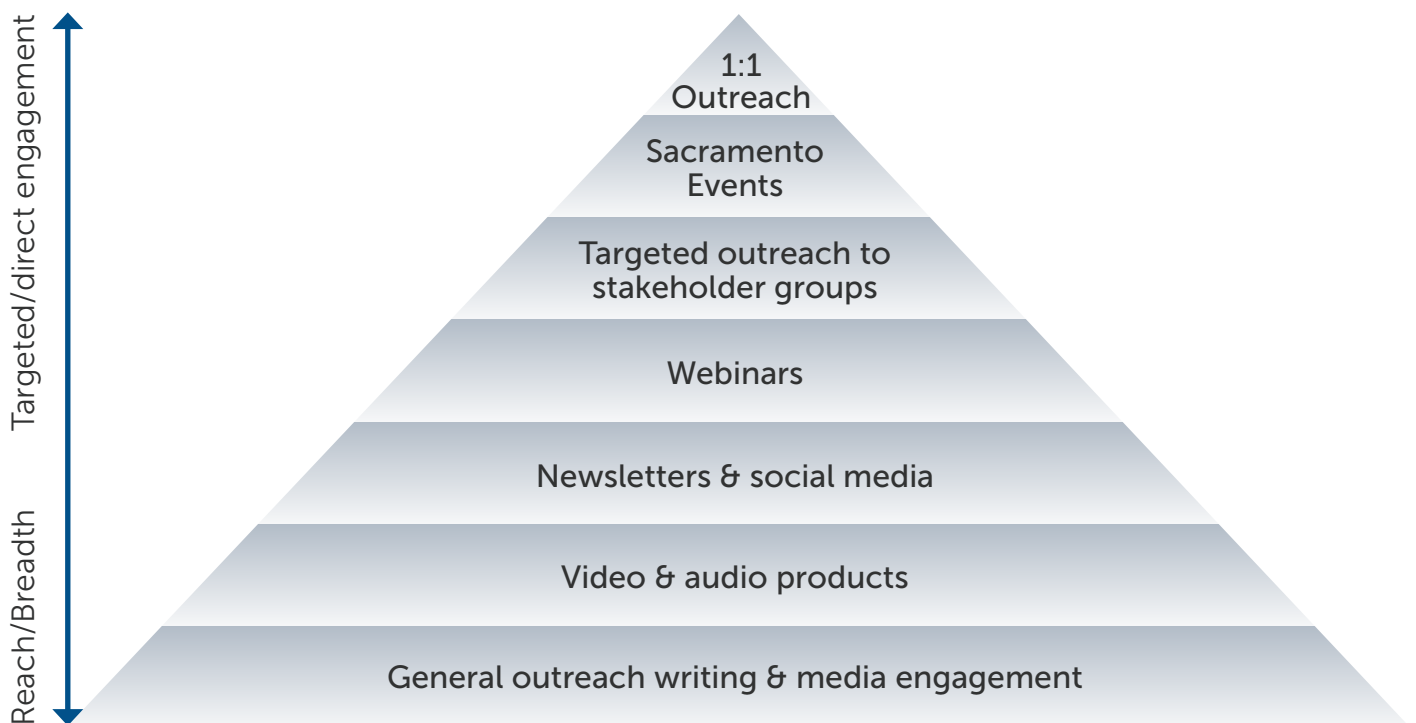 Targeted/direct engagement
Reach/Breadth
1:1
Outreach
Sacramento
Events
Targeted outreach to
stakeholder groups
Webinars
Newsletters & social media
Video & audio products
General outreach writing & media engagement